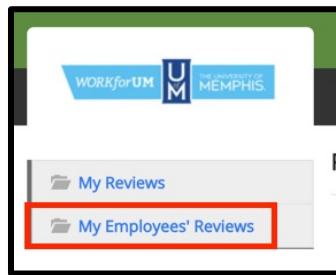 WORKforUM
UM
THE UNIVERSITY OF
MEMPHIS.
My Reviews
My Employees' Reviews